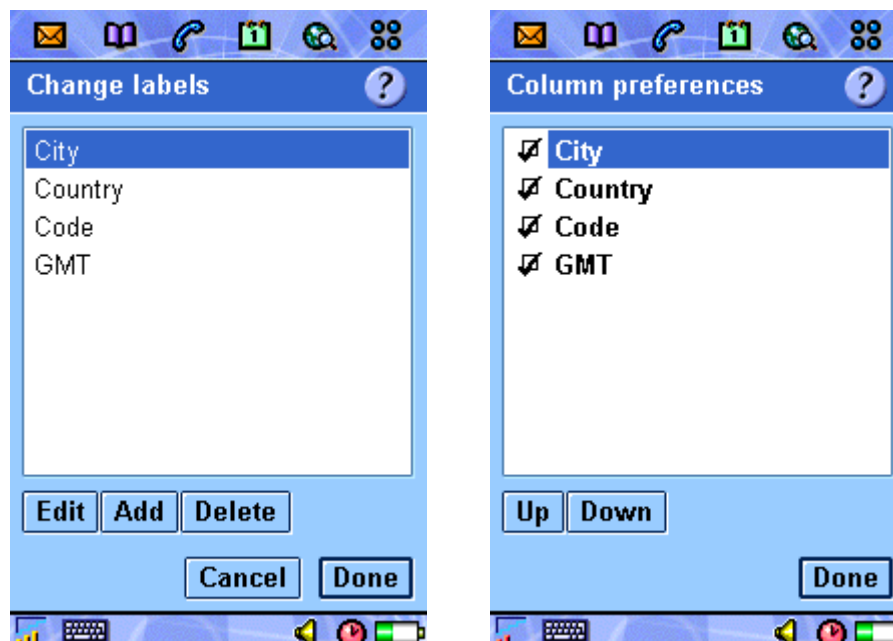 Change labels
?
City
Country
Code
GMT
Edit Add Delete
Cancel Done
Column preferences
?
City
Country
Code
GMT
Up Down
Done